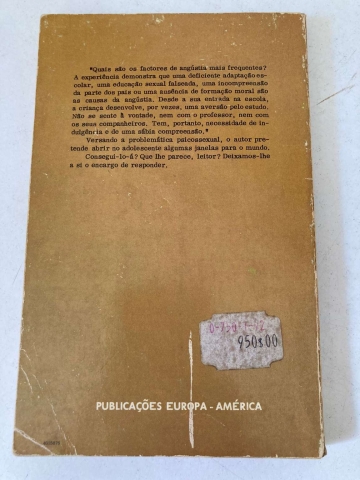 "Quais são os factores de angústia mais frequentes?
A experiência demonstra que uma deficiente adaptação es-
colar, uma educação sexual falseada, uma incompreensão
da parte dos pais ou uma ausência de formação moral são
as causas da angústia. Desde a sua entrada na escola,
a criança desenvolve, por vezes, uma aversão pelo estudo.
Não se sente à vontade, nem com o professor, nem com
os seus companheiros. Tem, portanto, necessidade de in-
dulgência e de uma sábia compreensão."
Versando a problemática psicossexual, o autor pre-
tende abrir ao adolescente algumas janelas para o mundo.
Consegui-lo-á? Que lhe parece, leitor? Deixamos-lhe
a si o encargo de responder.
250$00
PUBLICAÇÕES EUROPA - AMÉRICA